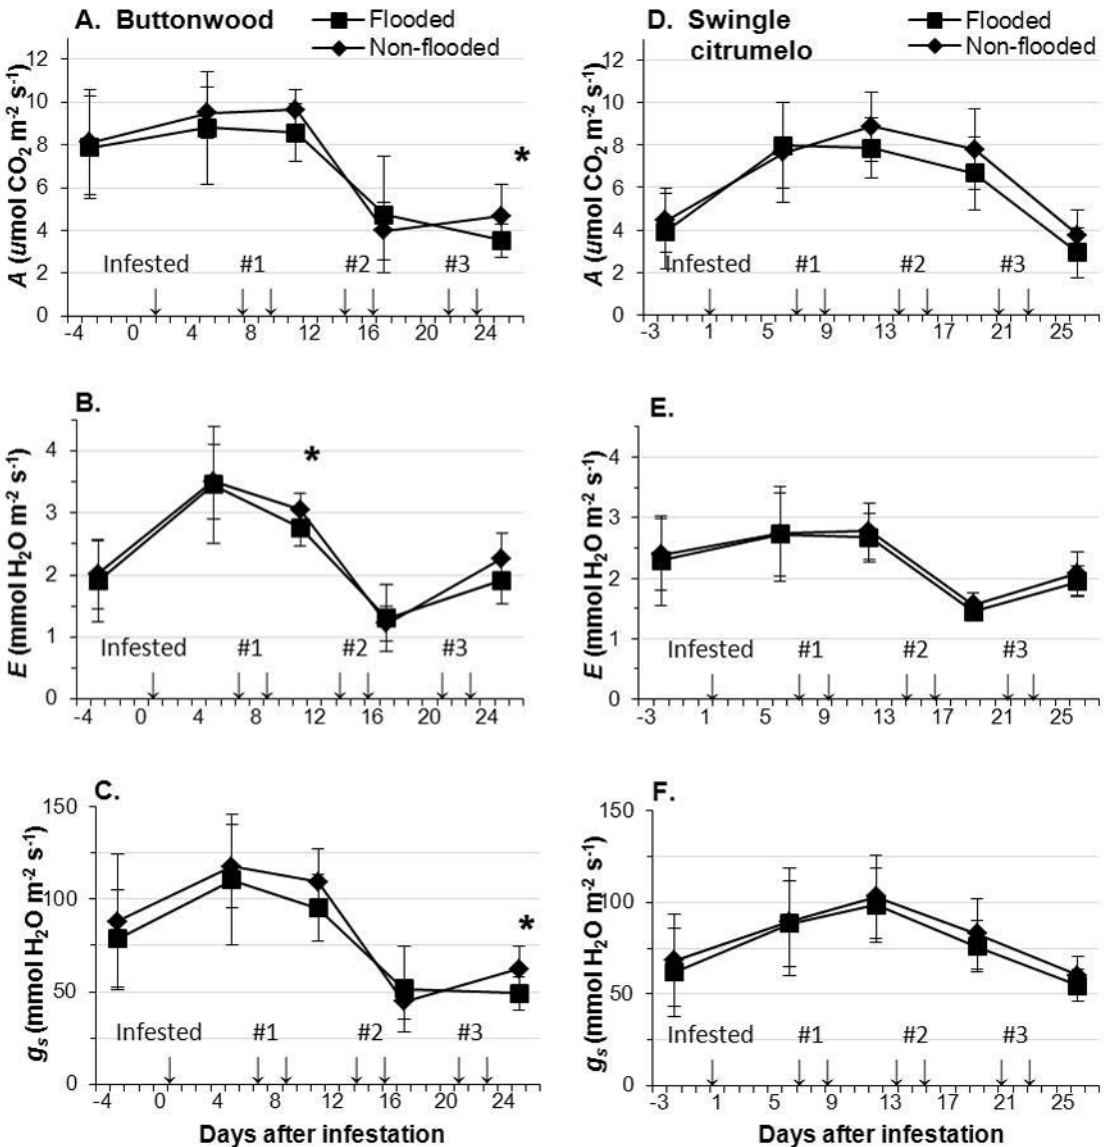 A. Buttonwood
Flooded
Non-flooded
A (umol CO2 m-2 s-1)
12
10
8
6
4
2
0
*
Infested #1 #2 #3
-4 0 4 8 12 16 20 24
D. Swingle
citrumelo
Flooded
Non-flooded
A (umol CO2 m-2 s-1)
12
10
8
6
4
2
0
Infested #1 #2 #3
-3 1 5 9 13 17 21 25
B.
E (mmol H2O m-2 s-1)
4
3
2
1
0
*
Infested #1 #2 #3
-4 0 4 8 12 16 20 24
E.
E (mmol H2O m-2 s-1)
4
3
2
1
0
Infested #1 #2 #3
-3 1 5 9 13 17 21 25
C.
gs (mmol H2O m-2 s-1)
150
100
50
0
*
Infested #1 #2 #3
-4 0 4 8 12 16 20 24
Days after infestation
F.
gs (mmol H2O m-2 s-1)
150
100
50
0
Infested #1 #2 #3
-3 1 5 9 13 17 21 25
Days after infestation